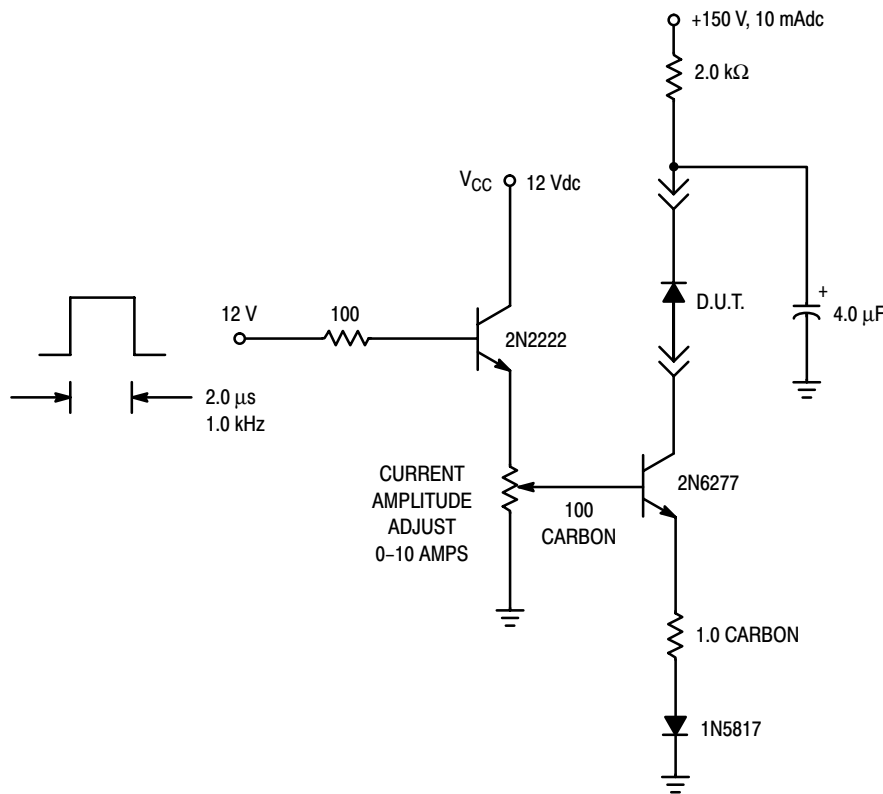 +150 V, 10 mAdc
2.0 kΩ
VCC 12 Vdc
12 V
100
2N2222
D.U.T.
+
4.0 μF
2.0 μs
1.0 kHz
CURRENT
AMPLITUDE
ADJUST
0–10 AMPS
100
CARBON
2N6277
1.0 CARBON
1N5817